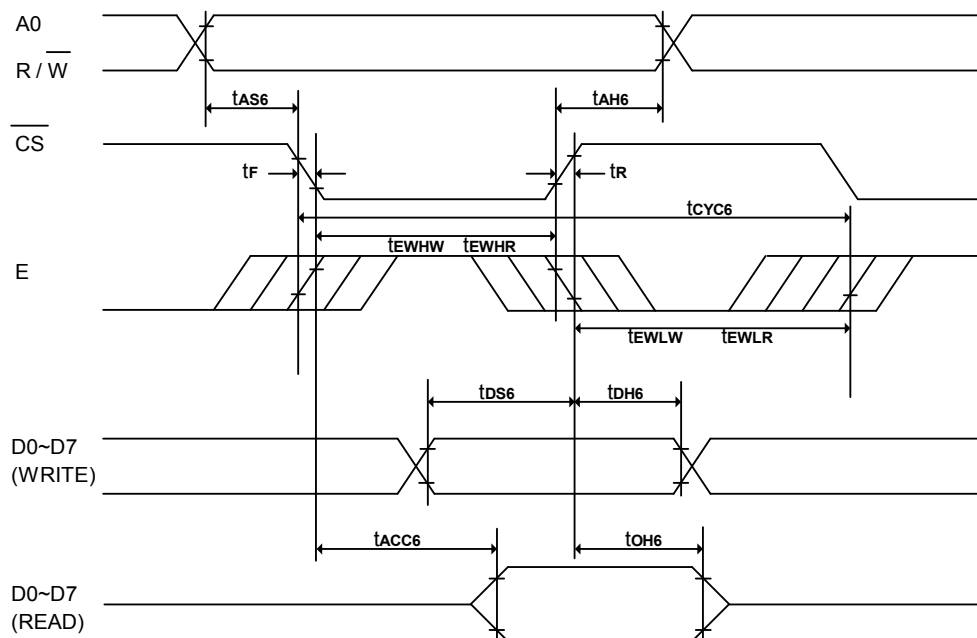 A0
R / W
tAS6 tAH6
CS
tF tR
tCYC6
tEWHW tEWHR
E
tEWLW tEWLR
tDS6 tDH6
D0~D7
(WRITE)
tACC6 tOH6
D0~D7
(READ)